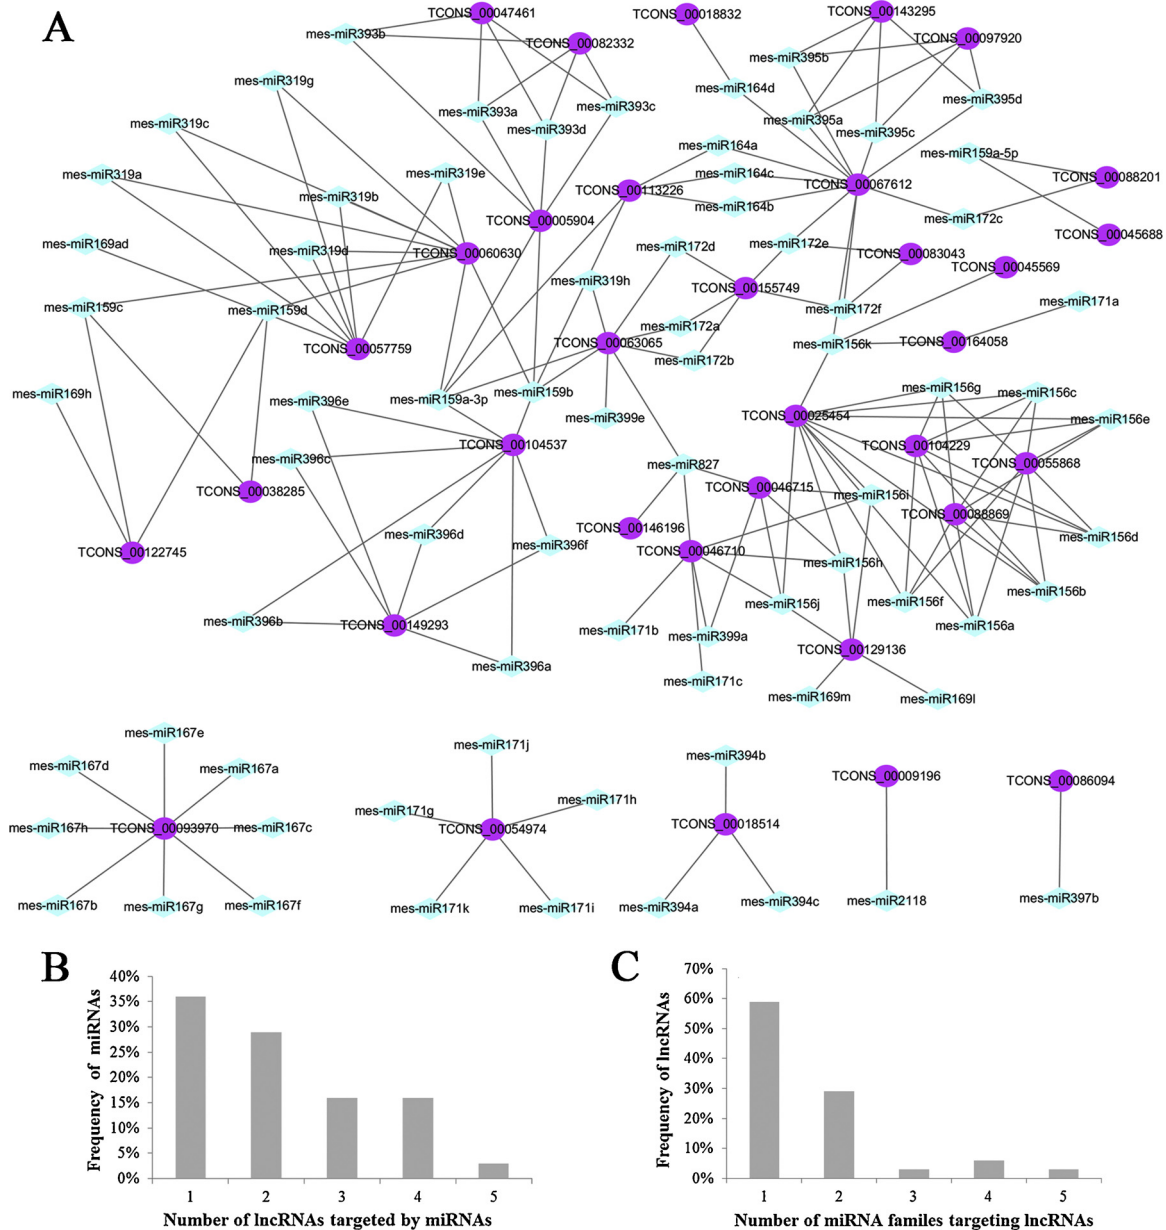 A
TCONS_00047461
TCONS_00018832
TCONS_00143295
mes-miR393b
TCONS_00082332
TCONS_00097920
mes-miR395b
mes-miR319g
mes-miR164d
mes-miR393a
mes-miR393c
mes-miR395d
mes-miR319c
mes-miR393d
mes-miR395a
mes-miR395c
mes-miR164a
mes-miR159a-5p
mes-miR319a
mes-miR319e
mes-miR164c
TCONS_00088201
TCONS_00113226
TCONS_00067612
mes-miR319b
mes-miR164b
mes-miR172c
TCONS_00005904
TCONS_00045688
mes-miR169ad
mes-miR319d
TCONS_00060630
mes-miR172d
mes-miR172e
TCONS_00083043
TCONS_00045569
mes-miR319h
TCONS_00155749
mes-miR171a
mes-miR159c
mes-miR159d
mes-miR172f
mes-miR172a
TCONS_00057759
TCONS_00063065
mes-miR156k
TCONS_00164058
mes-miR172b
mes-miR169h
mes-miR396e
mes-miR159a-3p
mes-miR159b
mes-miR399e
TCONS_00025454
mes-miR156g
mes-miR156c
mes-miR156e
TCONS_00104537
TCONS_00104229
mes-miR396c
mes-miR827
TCONS_00055868
TCONS_00038285
TCONS_00046715
mes-miR156i
TCONS_00088869
TCONS_00146196
mes-miR396d
mes-miR156d
mes-miR396f
TCONS_00122745
TCONS_00046710
mes-miR156h
mes-miR156b
mes-miR156j
mes-miR156f
mes-miR396b
TCONS_00149293
mes-miR171b
mes-miR399a
mes-miR156a
TCONS_00129136
mes-miR396a
mes-miR171c
mes-miR169m
mes-miR169l
mes-miR167e
mes-miR171j
mes-miR394b
mes-miR167d
mes-miR167a
TCONS_00009196
TCONS_00086094
mes-miR171g
mes-miR171h
mes-miR167h
TCONS_00093970
mes-miR167c
TCONS_00054974
TCONS_00018514
mes-miR167b
mes-miR167g
mes-miR167f
mes-miR171k
mes-miR171i
mes-miR394a
mes-miR394c
mes-miR2118
mes-miR397b
B
Frequency of miRNAs
40%
35%
30%
25%
20%
15%
10%
5%
0%
1 2 3 4 5
Number of lncRNAs targeted by miRNAs
C
Frequency of lncRNAs
70%
60%
50%
40%
30%
20%
10%
0%
1 2 3 4 5
Number of miRNA familes targeting lncRNAs